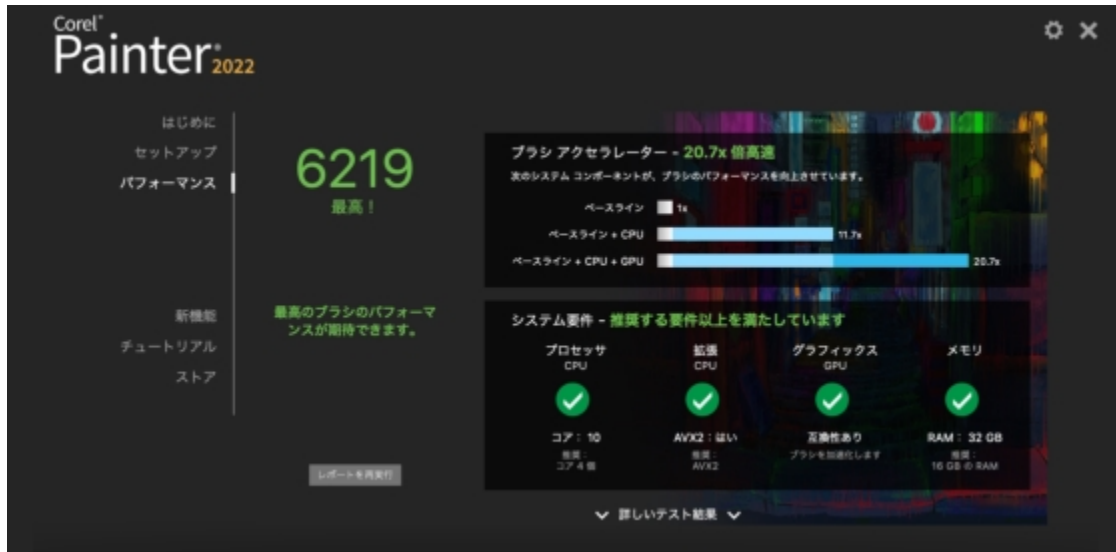 Corel®
Painter® 2022
はじめに
セットアップ
パフォーマンス
新機能
チュートリアル
ストア
6219
最高！
最高のブラシのパフォーマ
ンスが期待できます。
レポートを再実行
ブラシ アクセラレーター - 20.7x 倍高速
次のシステム コンポーネントが、ブラシのパフォーマンスを向上させています。
ベースライン 1x
ベースライン + CPU 11.7x
ベースライン + CPU + GPU 20.7x
システム要件 - 推奨する要件以上を満たしています
プロセッサ 拡張 グラフィックス メモリ
CPU CPU GPU
コア： 10 AVX2：はい 互換性あり RAM： 32 GB
推奨： 推奨： ブラシを加速化します 推奨：
コア 4 個 AVX2 16 GB の RAM
詳しいテスト結果